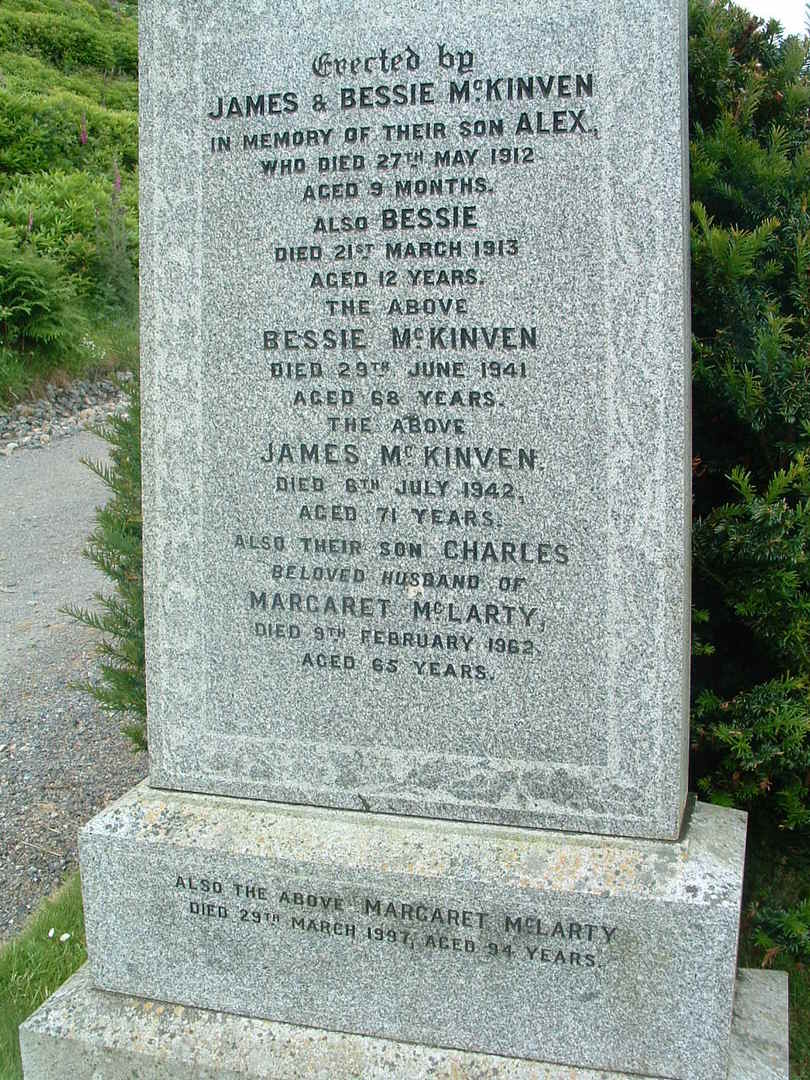 Erected by
JAMES & BESSIE McKINVEN
IN MEMORY OF THEIR SON ALEX.,
WHO DIED 27TH MAY 1912
AGED 9 MONTHS.
ALSO BESSIE
DIED 21ST MARCH 1913
AGED 12 YEARS.
THE ABOVE
BESSIE McKINVEN
DIED 29TH JUNE 1941
AGED 68 YEARS.
THE ABOVE
JAMES McKINVEN.
DIED 6TH JULY 1942,
AGED 71 YEARS.
ALSO THEIR SON CHARLES
BELOVED HUSBAND OF
MARGARET McLARTY,
DIED 9TH FEBRUARY 1962.
AGED 65 YEARS.
ALSO THE ABOVE MARGARET McLARTY
DIED 29TH MARCH 1997, AGED 94 YEARS.